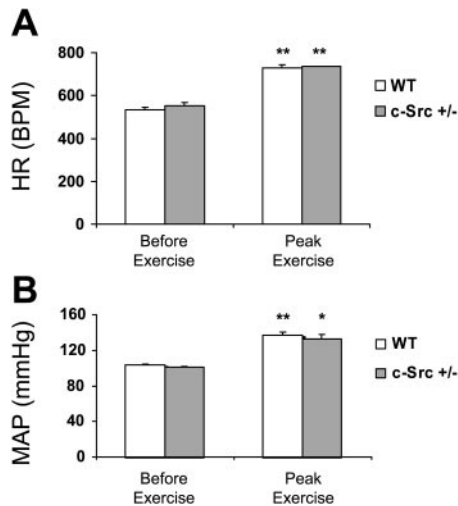 A
HR (BPM)
800
600
400
200
0
** **
WT
c-Src +/-
Before
Exercise
Peak
Exercise
B
MAP (mmHg)
160
120
80
40
0
** *
WT
c-Src +/-
Before
Exercise
Peak
Exercise